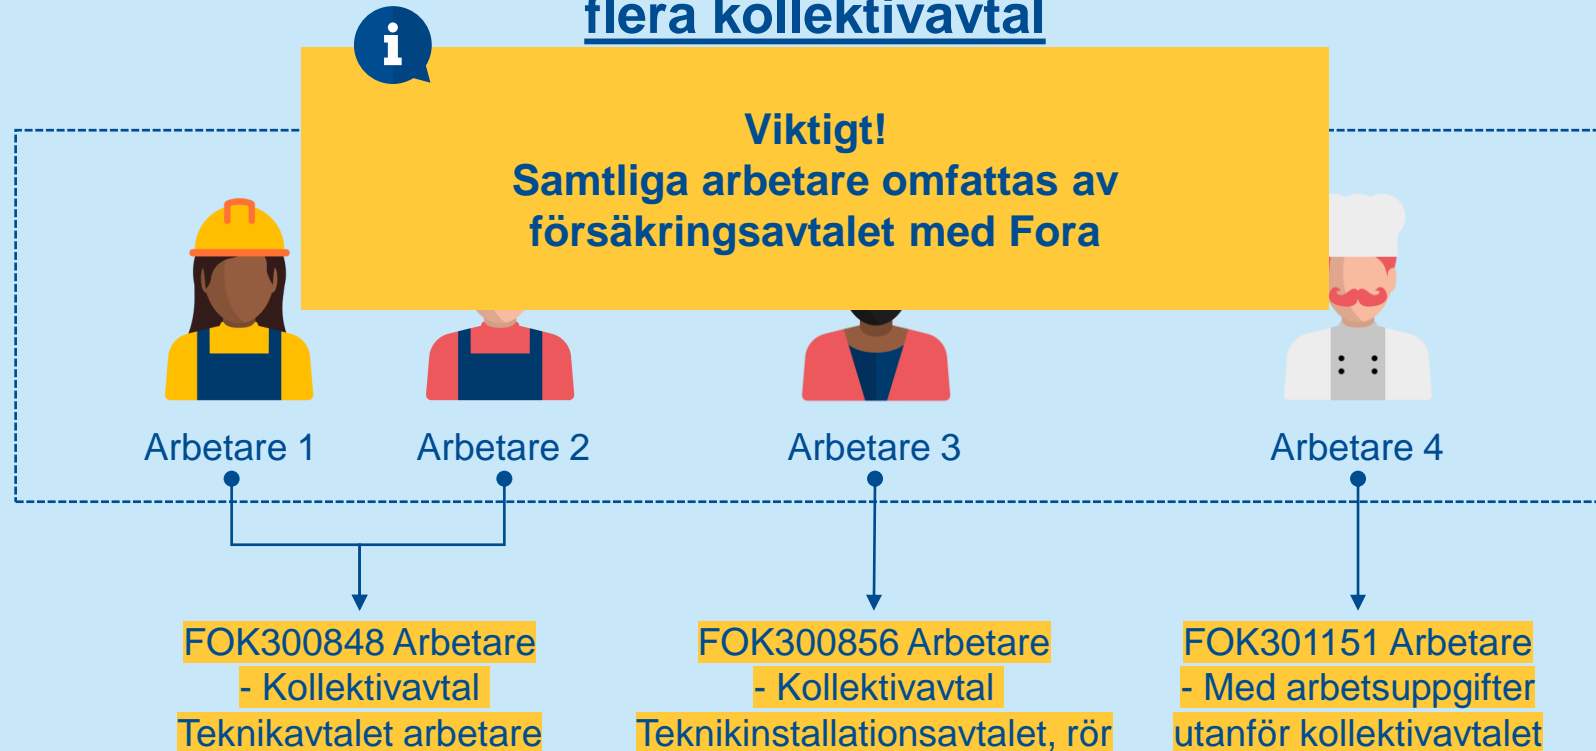 flera kollektivavtal
i
Viktigt!
Samtliga arbetare omfattas av
försäkringsavtalet med Fora
Arbetare 1
Arbetare 2
Arbetare 3
Arbetare 4
FOK300848 Arbetare
- Kollektivavtal
Teknikavtalet arbetare
FOK300856 Arbetare
- Kollektivavtal
Teknikinstallationsavtalet, rör
FOK301151 Arbetare
- Med arbetsuppgifter
utanför kollektivavtalet